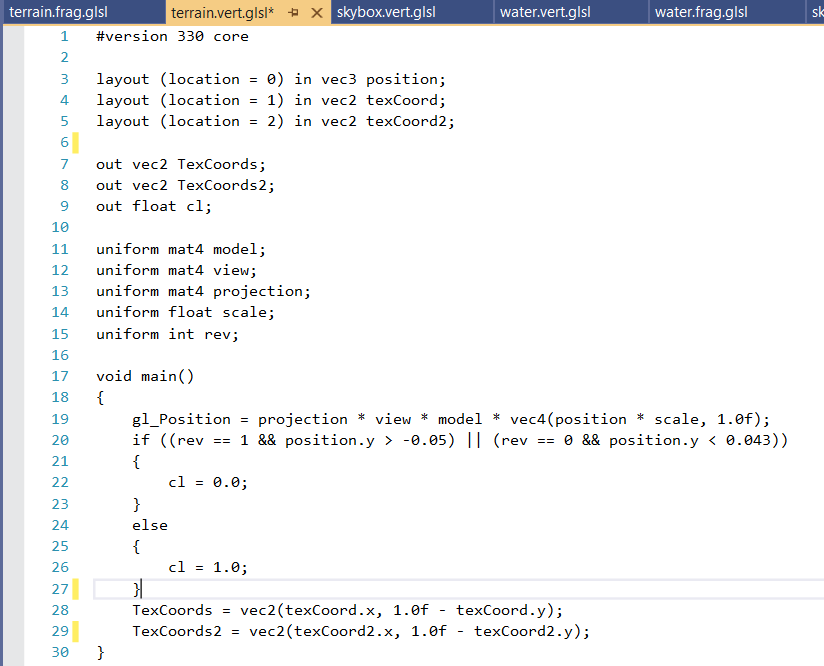 terrain.frag.glsl terrain.vert.glsl* skybox.vert.glsl water.vert.glsl water.frag.glsl sk
1 #version 330 core
2
3 layout (location = 0) in vec3 position;
4 layout (location = 1) in vec2 texCoord;
5 layout (location = 2) in vec2 texCoord2;
6
7 out vec2 TexCoords;
8 out vec2 TexCoords2;
9 out float cl;
10
11 uniform mat4 model;
12 uniform mat4 view;
13 uniform mat4 projection;
14 uniform float scale;
15 uniform int rev;
16
17 void main()
18 {
19     gl_Position = projection * view * model * vec4(position * scale, 1.0f);
20     if ((rev == 1 && position.y > -0.05) || (rev == 0 && position.y < 0.043))
21     {
22         cl = 0.0;
23     }
24     else
25     {
26         cl = 1.0;
27     }
28     TexCoords = vec2(texCoord.x, 1.0f - texCoord.y);
29     TexCoords2 = vec2(texCoord2.x, 1.0f - texCoord2.y);
30 }